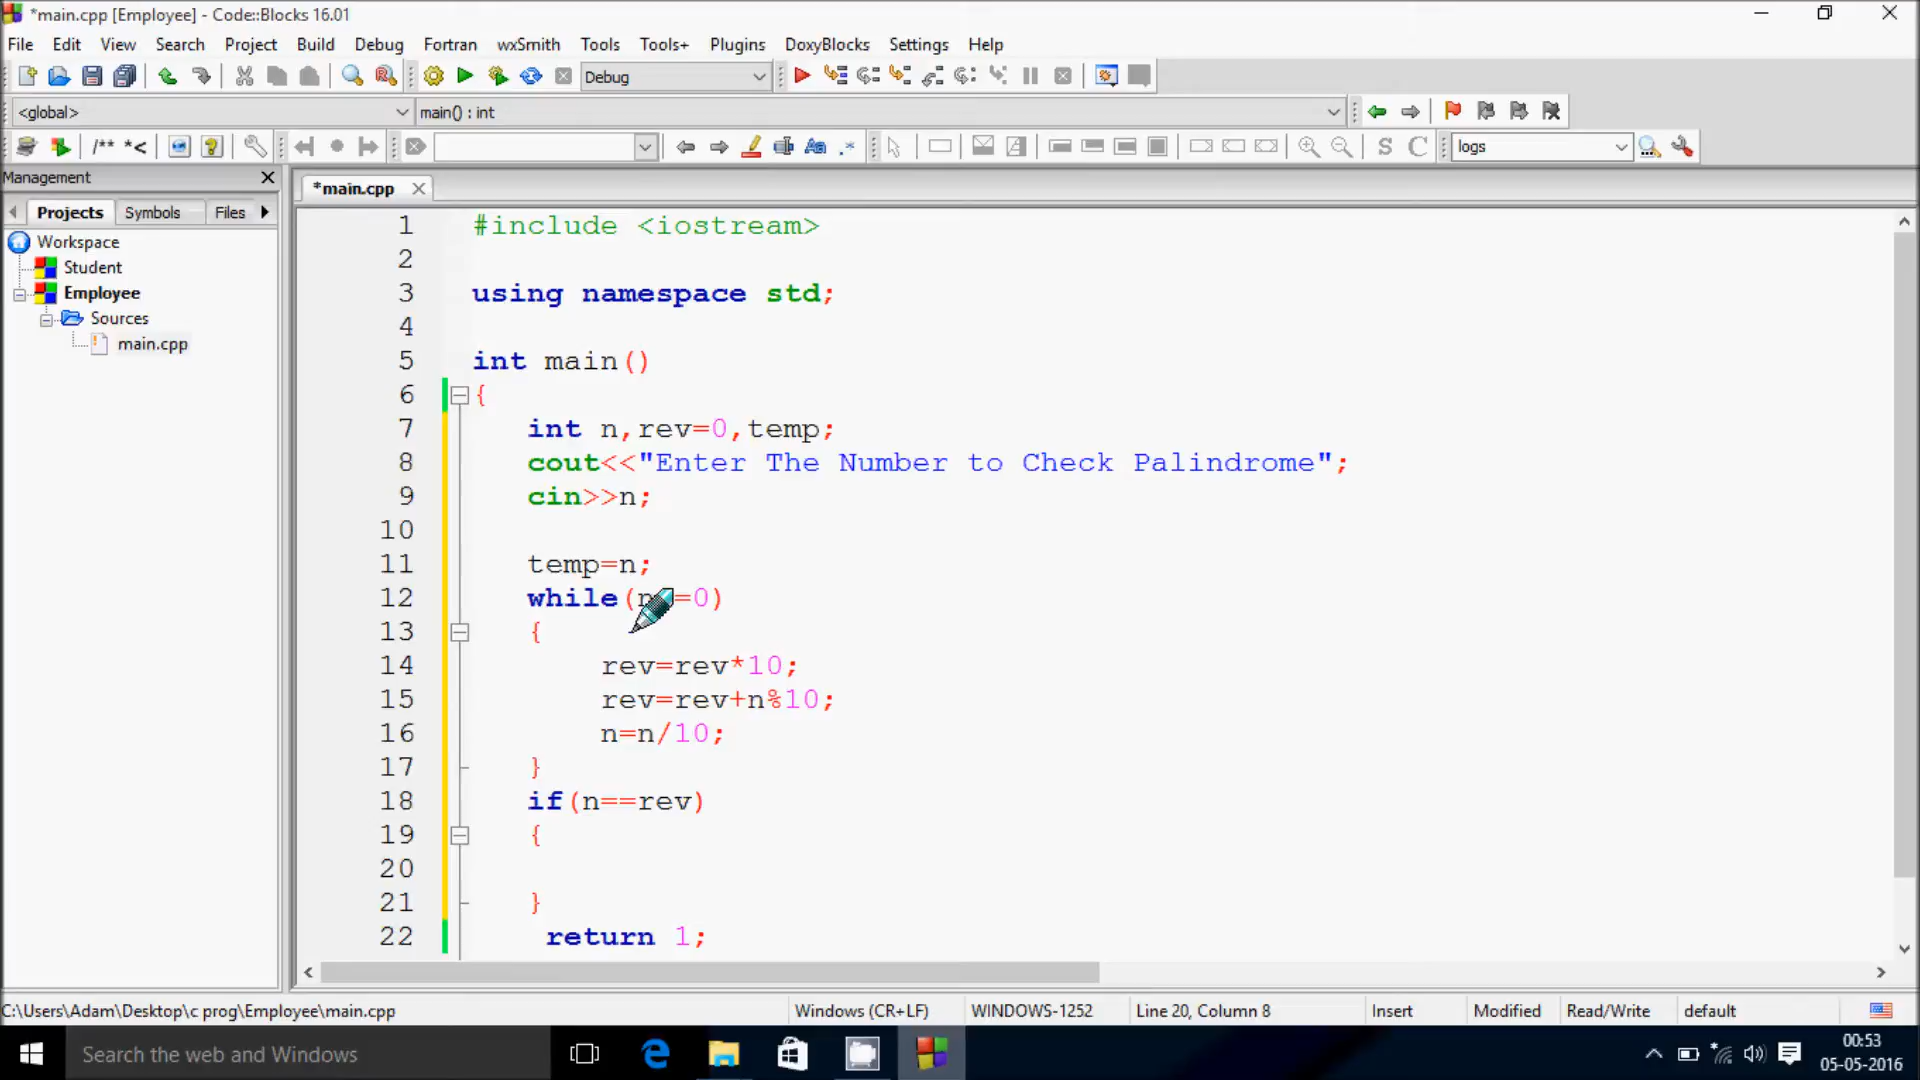 *main.cpp [Employee] - Code::Blocks 16.01
File Edit View Search Project Build Debug Fortran wxSmith Tools Tools+ Plugins DoxyBlocks Settings Help
Debug
<global> main() : int
/** *< Aa .* S C logs
Management
Projects Symbols Files *main.cpp
Workspace
Student
Employee
Sources
main.cpp
1 #include <iostream>
2
3 using namespace std;
4
5 int main()
6 {
7 int n,rev=0,temp;
8 cout<<"Enter The Number to Check Palindrome";
9 cin>>n;
10
11 temp=n;
12 while( =0)
13 {
14 rev=rev*10;
15 rev=rev+n%10;
16 n=n/10;
17 }
18 if(n==rev)
19 {
20
21 }
22 return 1;
C:\Users\Adam\Desktop\c prog\Employee\main.cpp Windows (CR+LF) WINDOWS-1252 Line 20, Column 8 Insert Modified Read/Write default
Search the web and Windows
00:53
05-05-2016